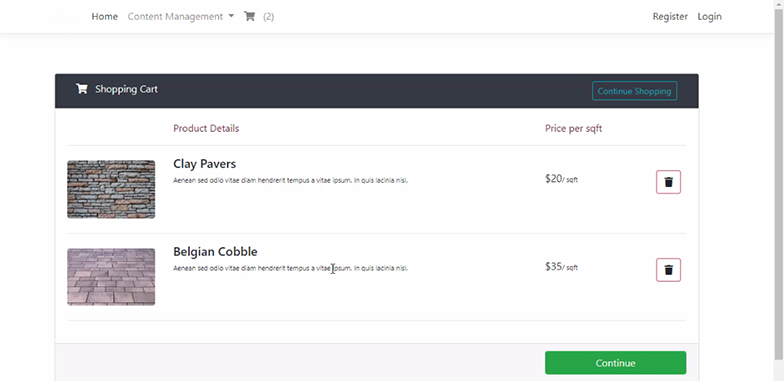 Home Content Management (2) Register Login
Shopping Cart Continue Shopping
Product Details Price per sqft
Clay Pavers
Aenean sed odio vitae diam hendrerit tempus a vitae ipsum. In quis lacinia nisi.
$20/ sqft
Belgian Cobble
Aenean sed odio vitae diam hendrerit tempus a vitae ipsum. In quis lacinia nisi.
$35/ sqft
Continue